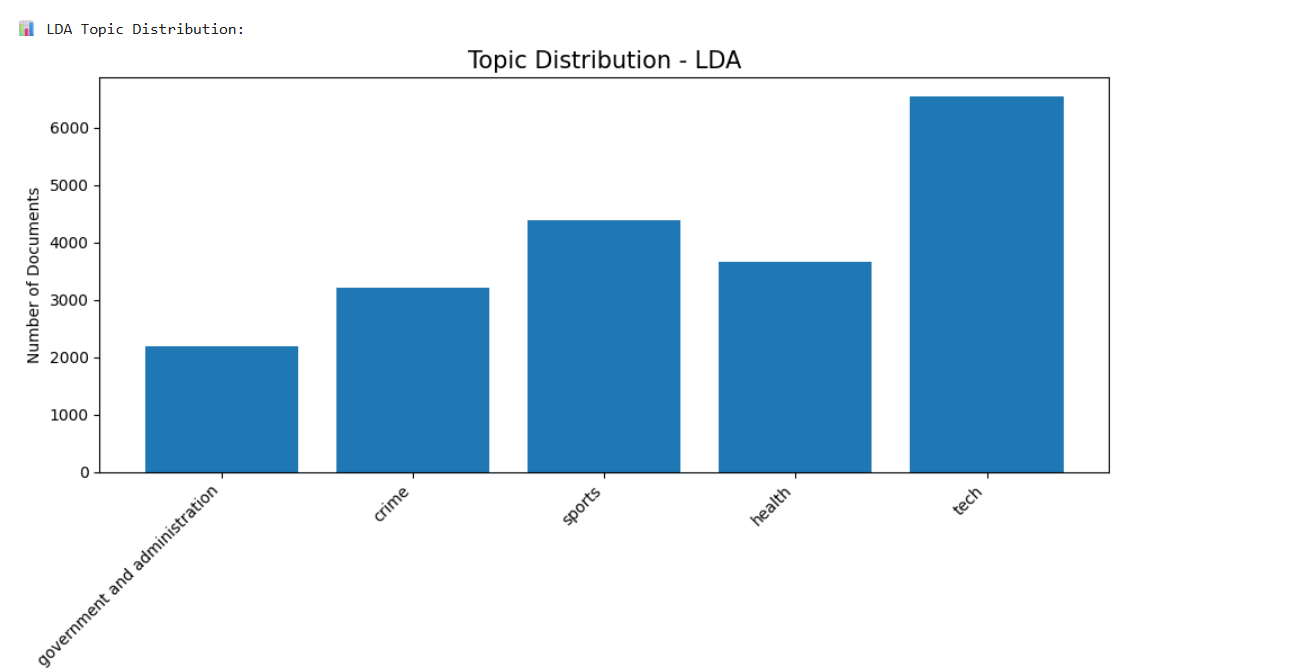 📊 LDA Topic Distribution:
Topic Distribution - LDA
Number of Documents
6000
5000
4000
3000
2000
1000
0
government and administration
crime
sports
health
tech